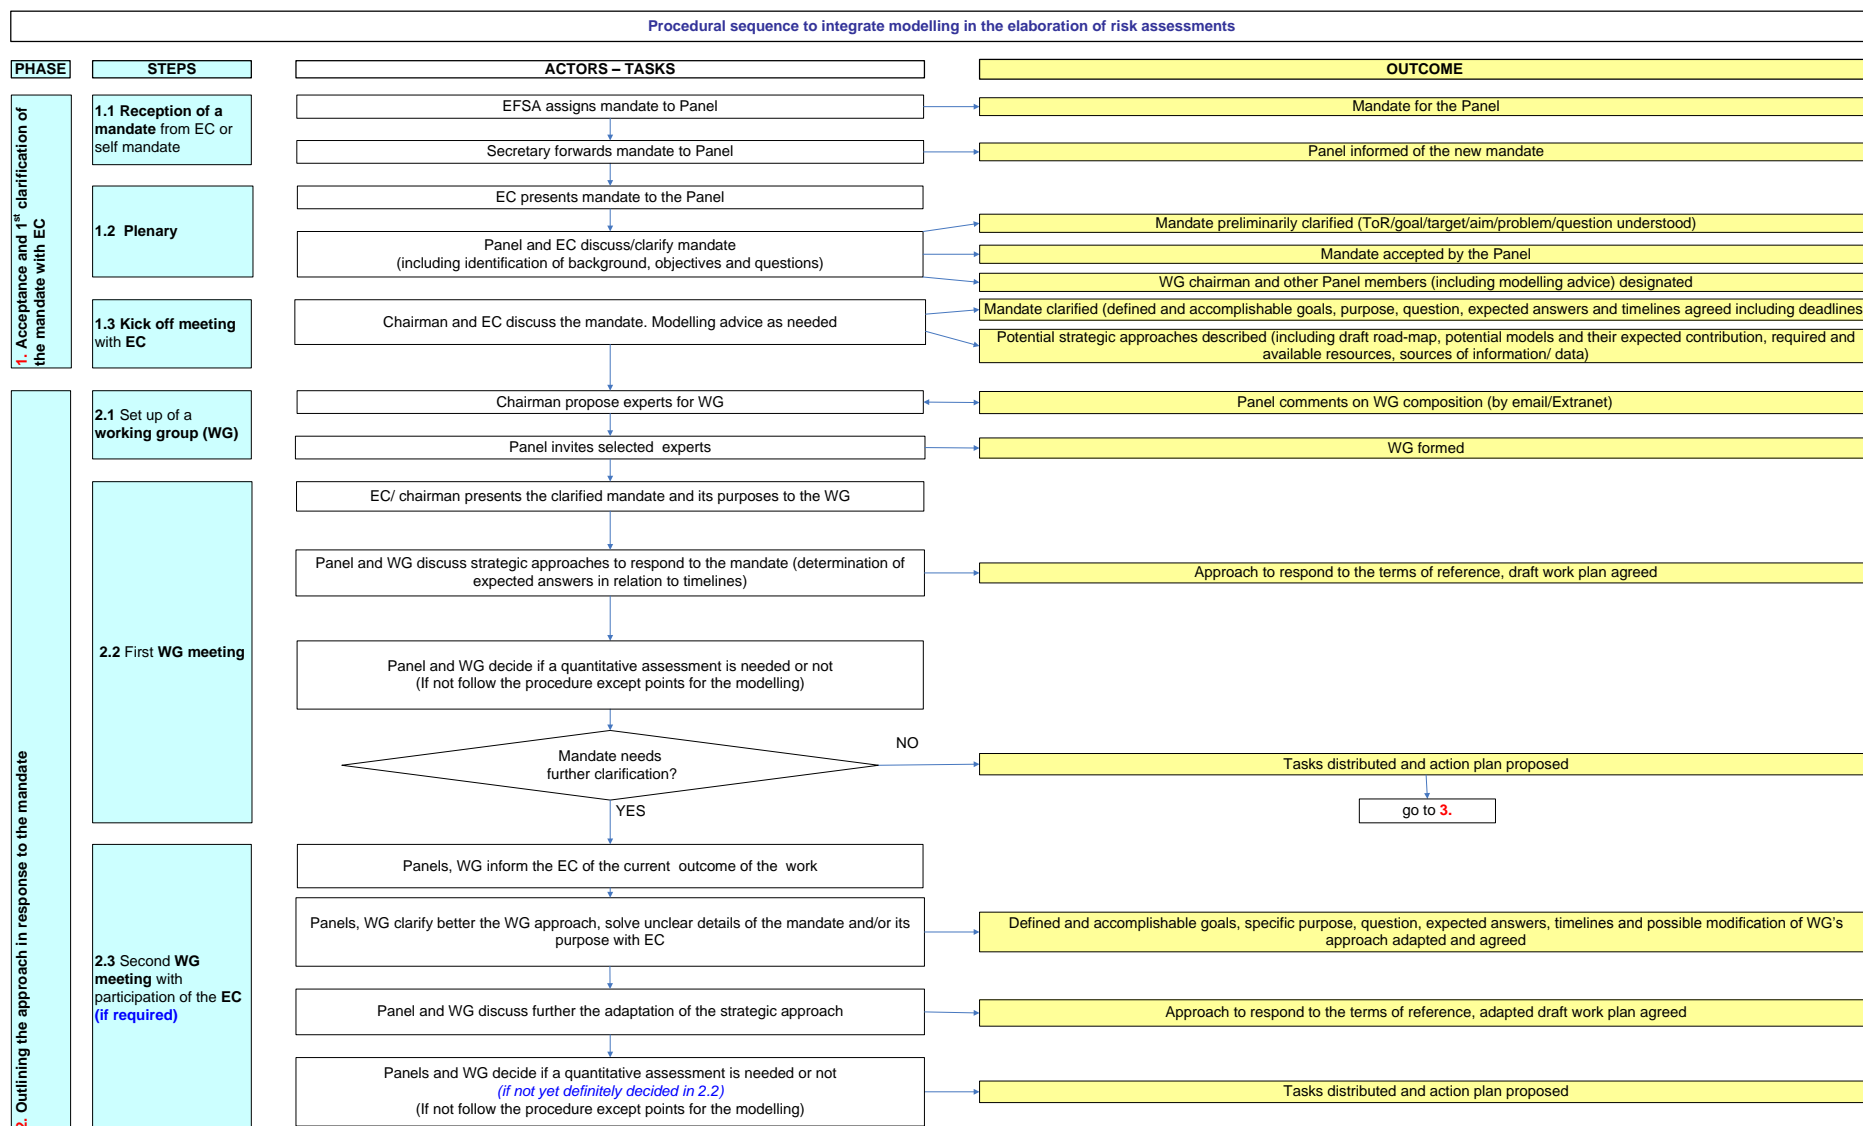 Procedural sequence to integrate modelling in the elaboration of risk assessments
PHASE
STEPS
ACTORS – TASKS
OUTCOME
1. Acceptance and 1st clarification of
the mandate with EC
1.1 Reception of a
mandate from EC or
self mandate
EFSA assigns mandate to Panel
Mandate for the Panel
Secretary forwards mandate to Panel
Panel informed of the new mandate
1.2 Plenary
EC presents mandate to the Panel
Panel and EC discuss/clarify mandate
(including identification of background, objectives and questions)
Mandate preliminarily clarified (ToR/goal/target/aim/problem/question understood)
Mandate accepted by the Panel
WG chairman and other Panel members (including modelling advice) designated
1.3 Kick off meeting
with EC
Chairman and EC discuss the mandate. Modelling advice as needed
Mandate clarified (defined and accomplishable goals, purpose, question, expected answers and timelines agreed including deadlines
Potential strategic approaches described (including draft road-map, potential models and their expected contribution, required and
available resources, sources of information/ data)
2. Outlining the approach in response to the mandate
2.1 Set up of a
working group (WG)
Chairman propose experts for WG
Panel comments on WG composition (by email/Extranet)
Panel invites selected experts
WG formed
2.2 First WG meeting
EC/ chairman presents the clarified mandate and its purposes to the WG
Panel and WG discuss strategic approaches to respond to the mandate (determination of
expected answers in relation to timelines)
Approach to respond to the terms of reference, draft work plan agreed
Panel and WG decide if a quantitative assessment is needed or not
(If not follow the procedure except points for the modelling)
Mandate needs
further clarification?
NO
Tasks distributed and action plan proposed
go to 3.
YES
2.3 Second WG
meeting with
participation of the EC
(if required)
Panels, WG inform the EC of the current outcome of the work
Panels, WG clarify better the WG approach, solve unclear details of the mandate and/or its
purpose with EC
Defined and accomplishable goals, specific purpose, question, expected answers, timelines and possible modification of WG's
approach adapted and agreed
Panel and WG discuss further the adaptation of the strategic approach
Approach to respond to the terms of reference, adapted draft work plan agreed
Panels and WG decide if a quantitative assessment is needed or not
(if not yet definitely decided in 2.2)
(If not follow the procedure except points for the modelling)
Tasks distributed and action plan proposed